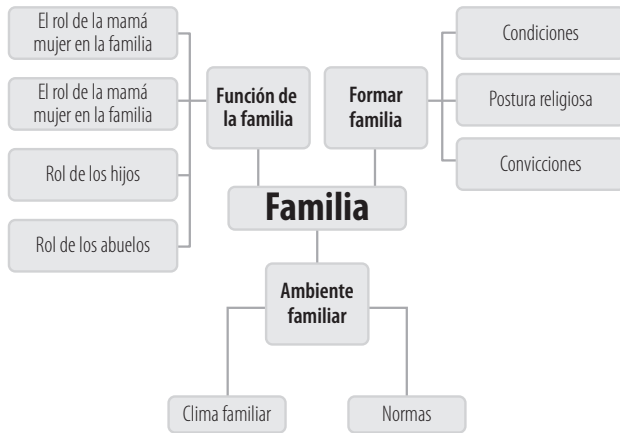 El rol de la mamá
mujer en la familia
El rol de la mamá
mujer en la familia
Rol de los hijos
Rol de los abuelos
Función de
la familia
Formar
familia
Condiciones
Postura religiosa
Convicciones
Familia
Ambiente
familiar
Clima familiar
Normas